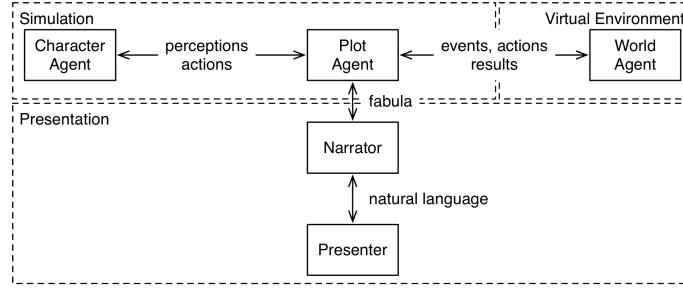 Simulation
Virtual Environment
Character
Agent
perceptions
actions
Plot
Agent
events, actions
results
World
Agent
fabula
Presentation
Narrator
natural language
Presenter